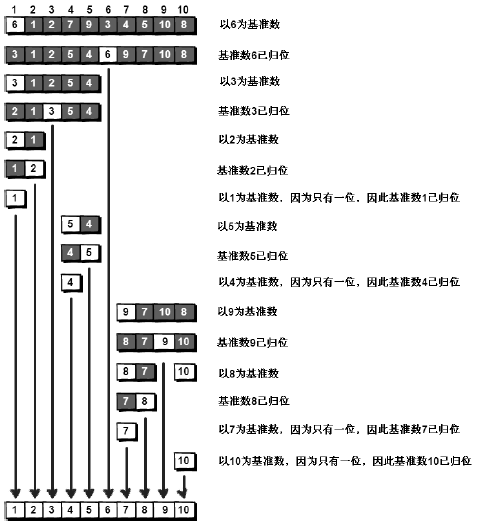 1 2 3 4 5 6 7 8 9 10
6 1 2 7 9 3 4 5 10 8 以6为基准数
3 1 2 5 4 6 9 7 10 8 基准数6已归位
3 1 2 5 4 以3为基准数
2 1 3 5 4 基准数3已归位
2 1 以2为基准数
1 2 基准数2已归位
1 以1为基准数，因为只有一位，因此基准数1已归位
5 4 以5为基准数
4 5 基准数5已归位
4 以4为基准数，因为只有一位，因此基准数4已归位
9 7 10 8 以9为基准数
8 7 9 10 基准数9已归位
8 7 10 以8为基准数
7 8 基准数8已归位
7 以7为基准数，因为只有一位，因此基准数7已归位
10 以10为基准数，因为只有一位，因此基准数10已归位
1 2 3 4 5 6 7 8 9 10